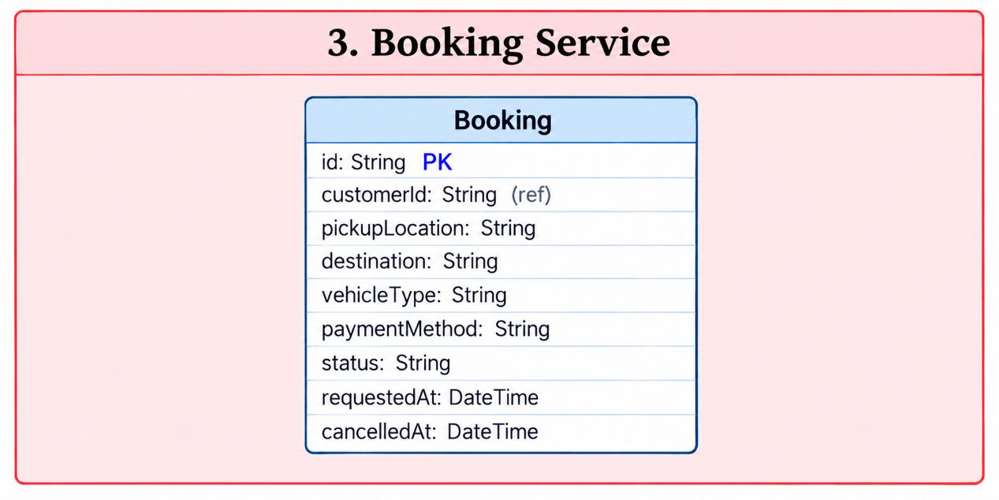 3. Booking Service
Booking
id: String PK
customerId: String (ref)
pickupLocation: String
destination: String
vehicleType: String
paymentMethod: String
status: String
requestedAt: DateTime
cancelledAt: DateTime